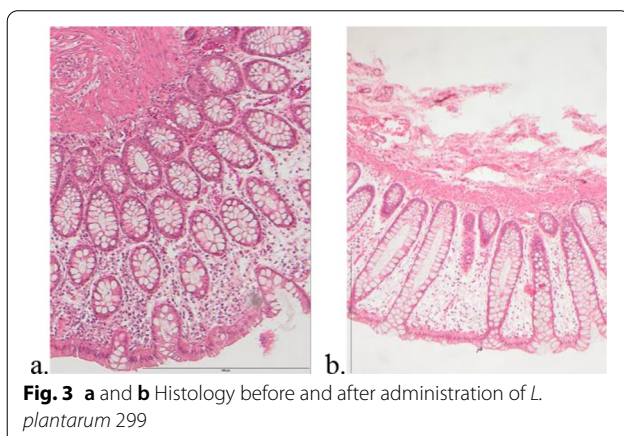 a.
b.
Fig. 3 a and b Histology before and after administration of L.
plantarum 299